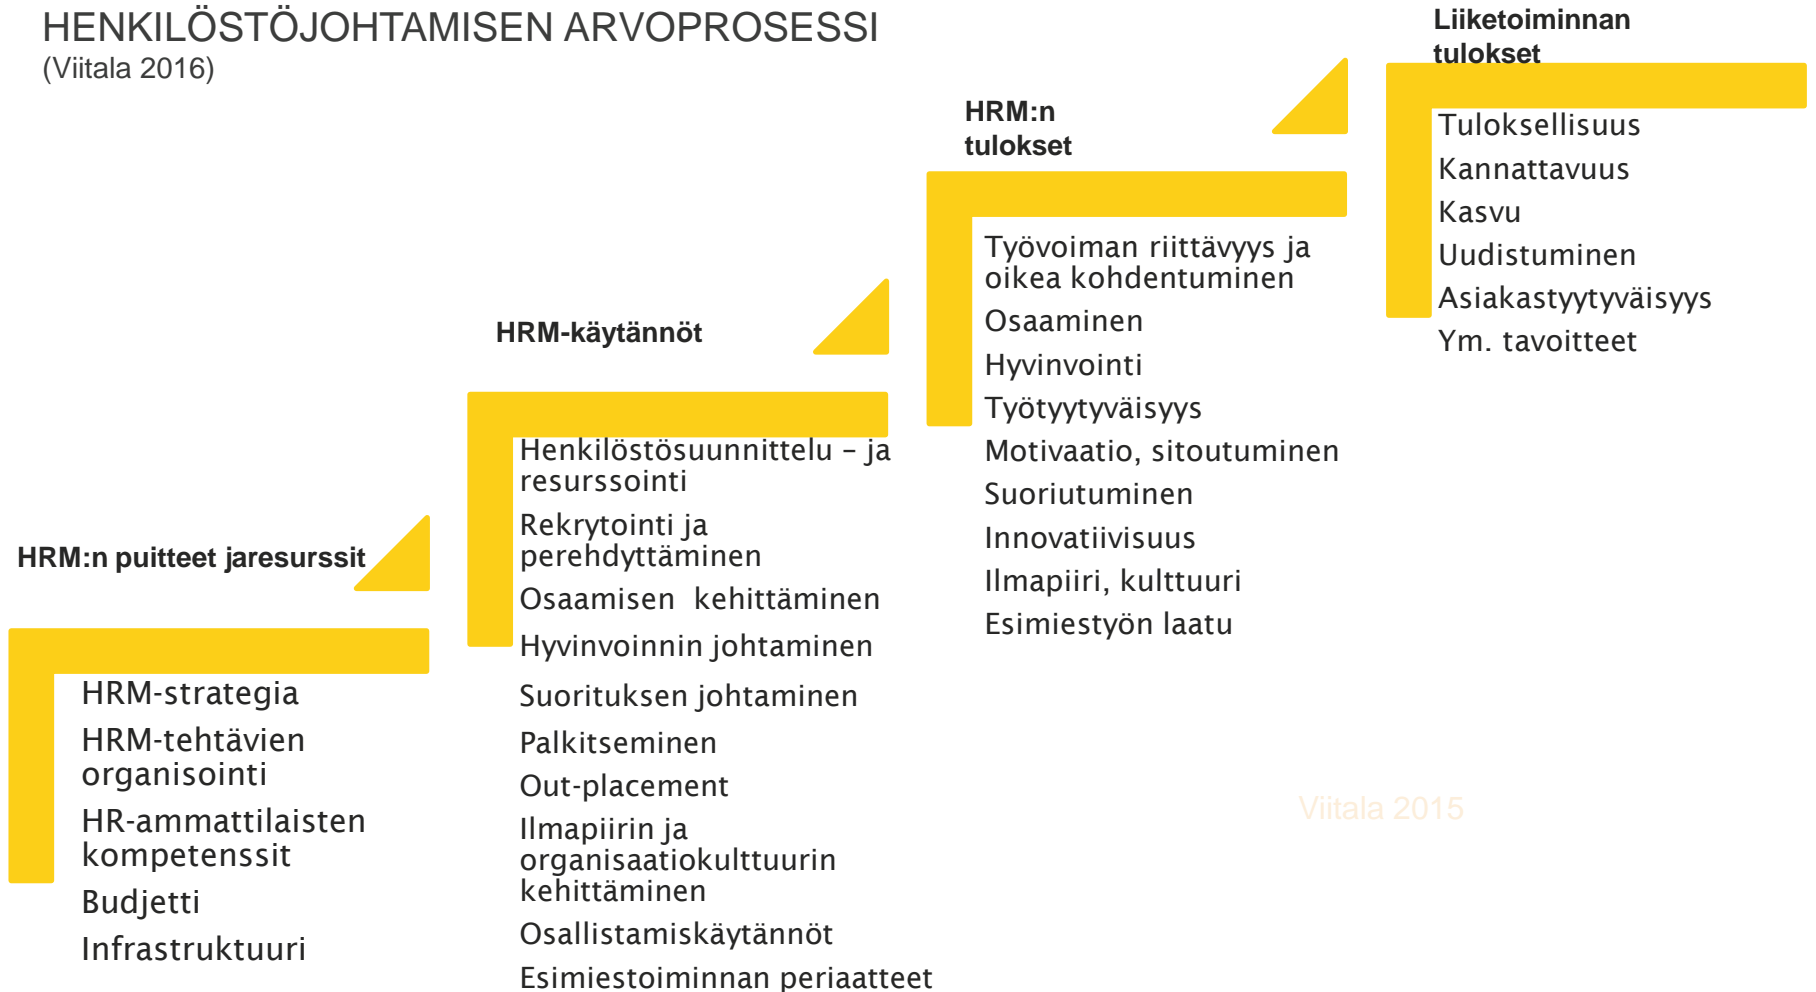 HENKILÖSTÖJOHTAMISEN ARVOPROSESSI
(Viitala 2016)
HRM:n puitteet jaresurssit
HRM-strategia
HRM-tehtävien
organisointi
HR-ammattilaisten
kompetenssit
Budjetti
Infrastruktuuri
HRM-käytännöt
Henkilöstösuunnittelu – ja
resurssointi
Rekrytointi ja
perehdyttäminen
Osaamisen  kehittäminen
Hyvinvoinnin johtaminen
Suorituksen johtaminen
Palkitseminen
Out-placement
Ilmapiirin ja
organisaatiokulttuurin
kehittäminen
Osallistamiskäytännöt
Esimiestoiminnan periaatteet
HRM:n
tulokset
Työvoiman riittävyys ja
oikea kohdentuminen
Osaaminen
Hyvinvointi
Työtyytyväisyys
Motivaatio, sitoutuminen
Suoriutuminen
Innovatiivisuus
Ilmapiiri, kulttuuri
Esimiestyön laatu
Liiketoiminnan
tulokset
Tuloksellisuus
Kannattavuus
Kasvu
Uudistuminen
Asiakastyytyväisyys
Ym. tavoitteet
Viitala 2015